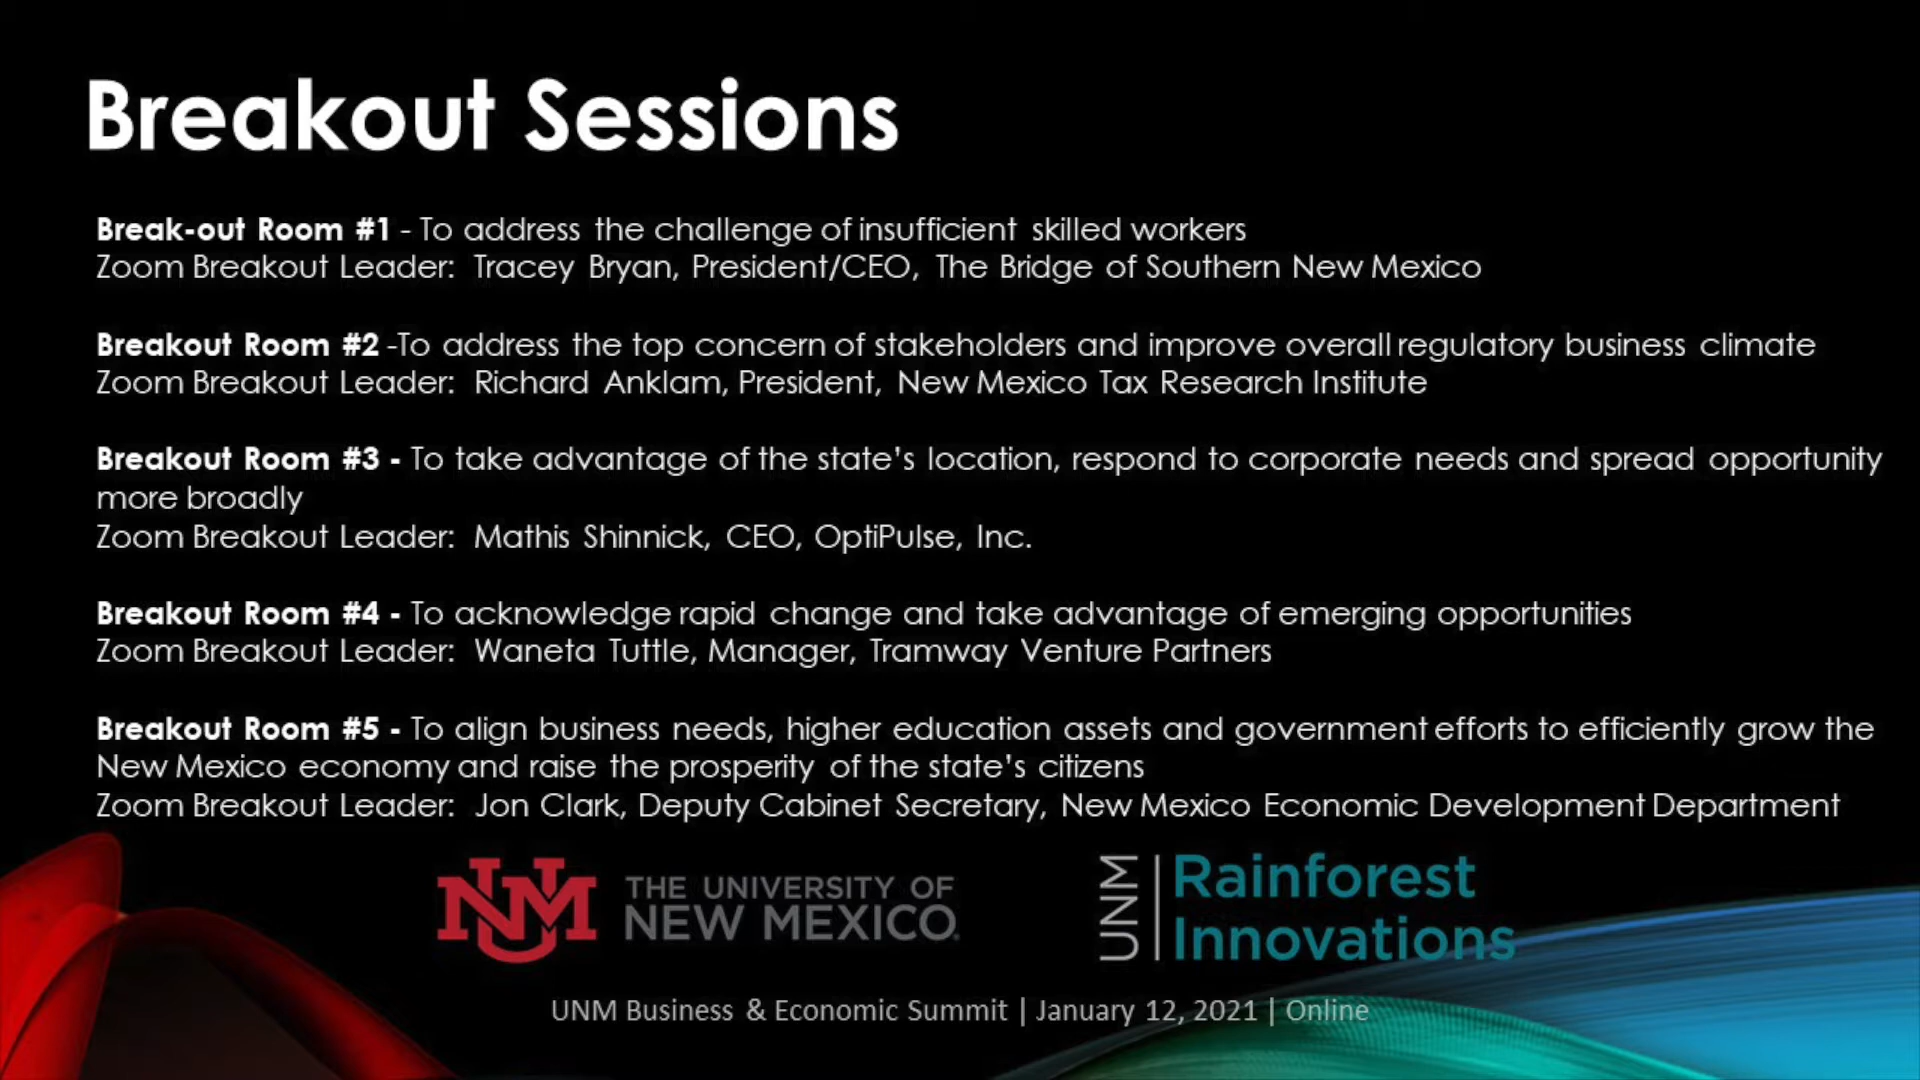 Breakout Sessions
Break-out Room #1 - To address the challenge of insufficient skilled workers
Zoom Breakout Leader: Tracey Bryan, President/CEO, The Bridge of Southern New Mexico
Breakout Room #2 -To address the top concern of stakeholders and improve overall regulatory business climate
Zoom Breakout Leader: Richard Anklam, President, New Mexico Tax Research Institute
Breakout Room #3 - To take advantage of the state's location, respond to corporate needs and spread opportunity
more broadly
Zoom Breakout Leader: Mathis Shinnick, CEO, OptiPulse, Inc.
Breakout Room #4 - To acknowledge rapid change and take advantage of emerging opportunities
Zoom Breakout Leader: Waneta Tuttle, Manager, Tramway Venture Partners
Breakout Room #5 - To align business needs, higher education assets and government efforts to efficiently grow the
New Mexico economy and raise the prosperity of the state's citizens
Zoom Breakout Leader: Jon Clark, Deputy Cabinet Secretary, New Mexico Economic Development Department
UNM
THE UNIVERSITY OF
NEW MEXICO.
UNM
Rainforest
Innovations
UNM Business & Economic Summit | January 12, 2021 | Online